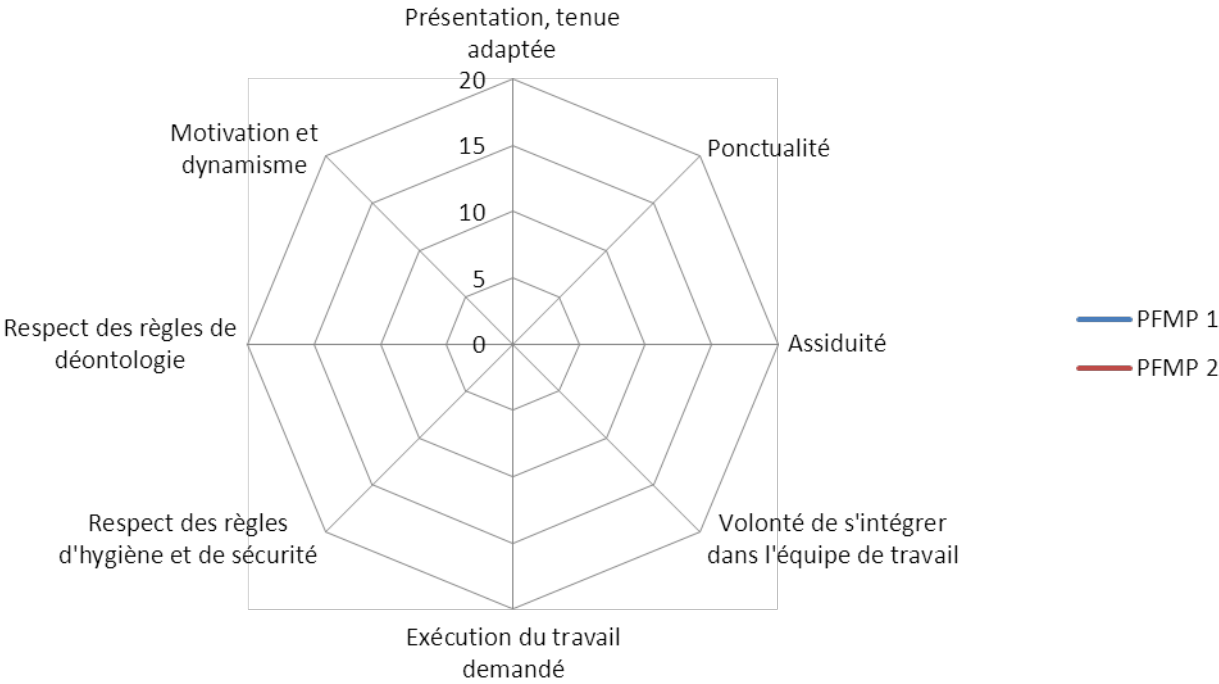 Présentation, tenue
adaptée
20
15
10
5
0
Motivation et
dynamisme
Ponctualité
Respect des règles de
déontologie
Assiduité
PFMP 1
PFMP 2
Respect des règles
d'hygiène et de sécurité
Volonté de s'intégrer
dans l'équipe de travail
Exécution du travail
demandé